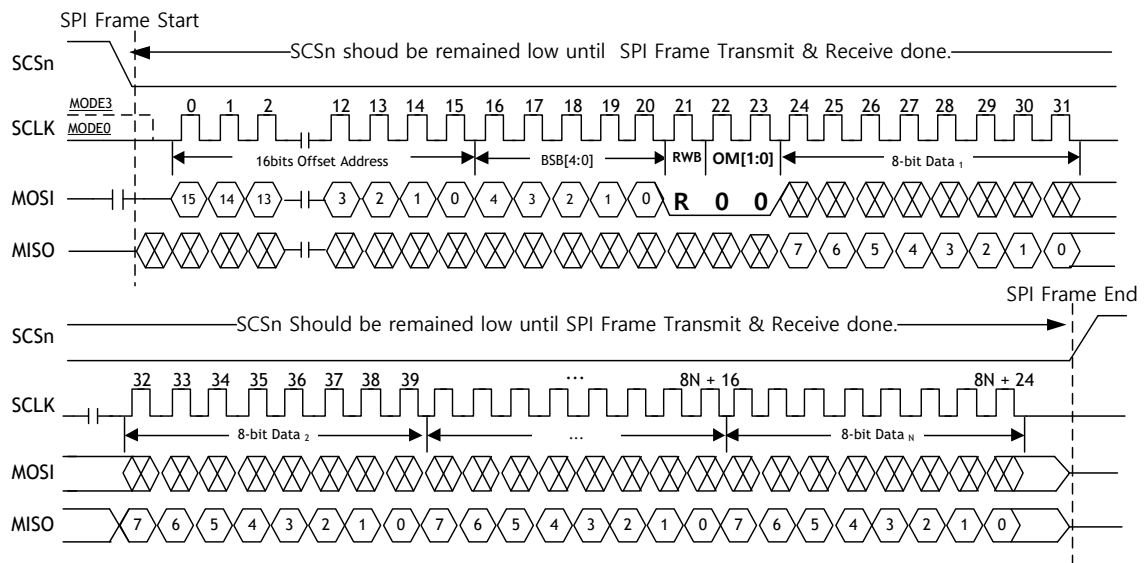 SPI Frame Start
SCSn
SCSn shoud be remained low until SPI Frame Transmit & Receive done.
MODE3
SCLK
MODE0
0 1 2 12 13 14 15 16 17 18 19 20 21 22 23 24 25 26 27 28 29 30 31
16bits Offset Address BSB[4:0] RWB OM[1:0] 8-bit Data 1
MOSI 15 14 13 3 2 1 0 4 3 2 1 0 R 0 0
MISO 7 6 5 4 3 2 1 0
SPI Frame End
SCSn
SCSn Should be remained low until SPI Frame Transmit & Receive done.
32 33 34 35 36 37 38 39 ... 8N + 16 8N + 24
SCLK
8-bit Data 2 ... 8-bit Data N
MOSI
MISO 7 6 5 4 3 2 1 0 7 6 5 4 3 2 1 0 7 6 5 4 3 2 1 0